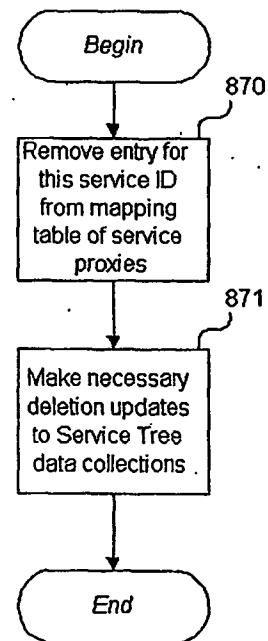 Begin
870
Remove entry for
this service ID
from mapping
table of service
proxies
871
Make necessary
deletion updates
to Service Tree
data collections
End